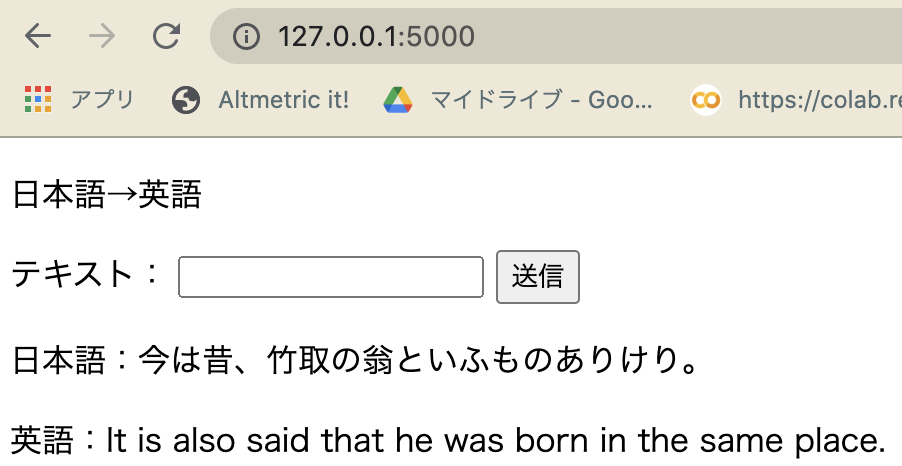 127.0.0.1:5000
アプリ Altmetric it! マイドライブ - Goo... https://colab.re
日本語→英語
テキスト： 送信
日本語：今は昔、竹取の翁といふものありけり。
英語：It is also said that he was born in the same place.